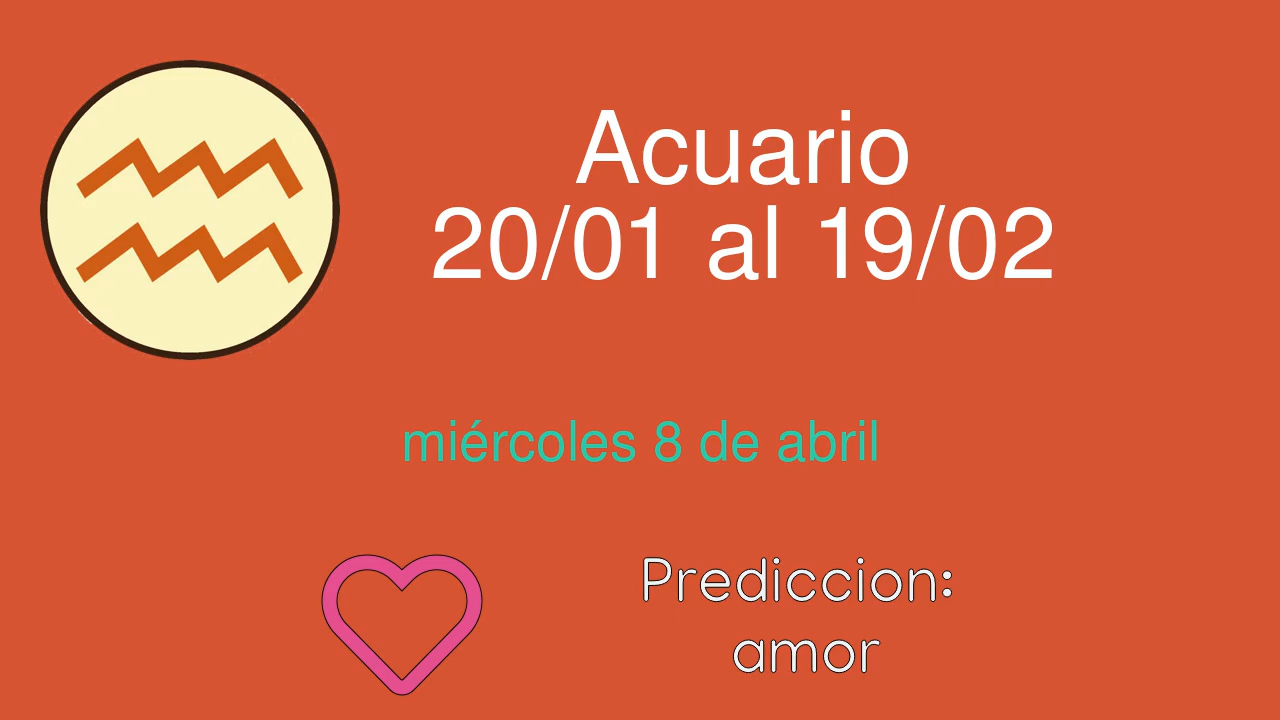 Acuario
20/01 al 19/02
miércoles 8 de abril
Prediccion:
amor